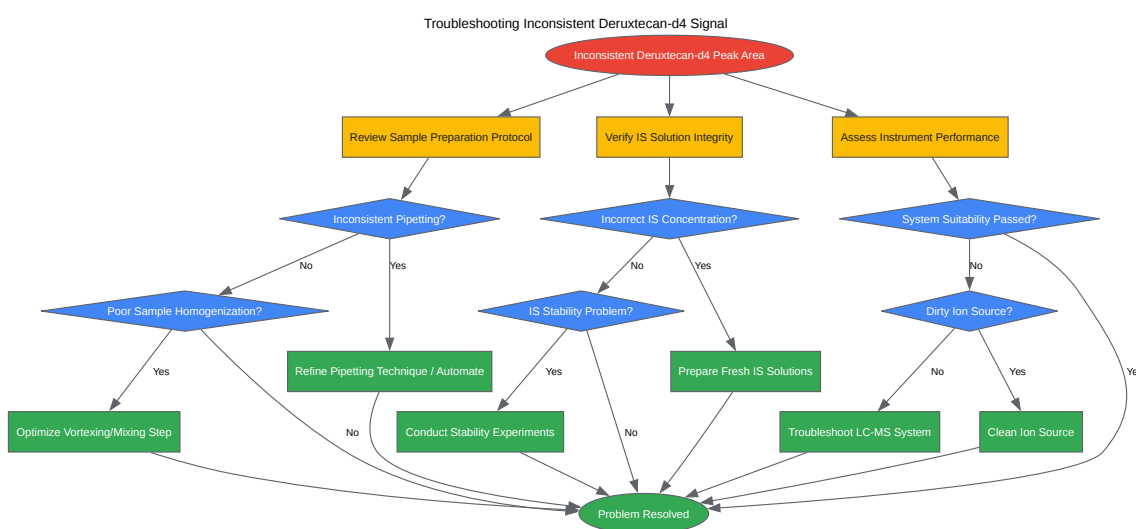 Troubleshooting Inconsistent Deruxtecan-d4 Signal
Inconsistent Deruxtecan-d4 Peak Area
Review Sample Preparation Protocol
Verify IS Solution Integrity
Assess Instrument Performance
Inconsistent Pipetting?
Incorrect IS Concentration?
System Suitability Passed?
No
Yes
No
Yes
No
Poor Sample Homogenization?
IS Stability Problem?
Dirty Ion Source?
Yes
Refine Pipetting Technique / Automate
Yes
Prepare Fresh IS Solutions
No
Yes
Ye
Optimize Vortexing/Mixing Step
No
Conduct Stability Experiments
No
Troubleshoot LC-MS System
Clean Ion Source
Problem Resolved